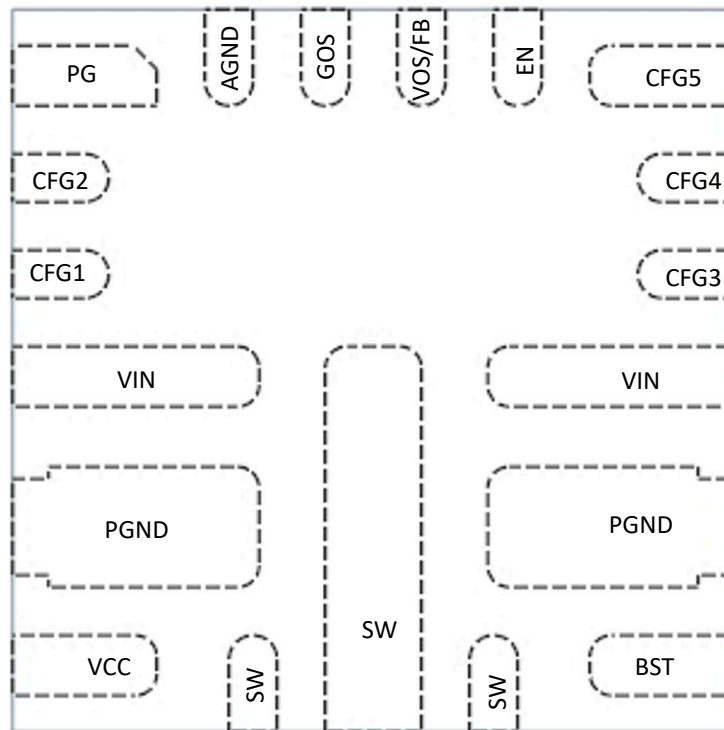 PG
AGND
GOS
VOS/FB
EN
CFG5
CFG2
CFG4
CFG1
CFG3
VIN
VIN
PGND
PGND
VCC
SW
SW
SW
BST